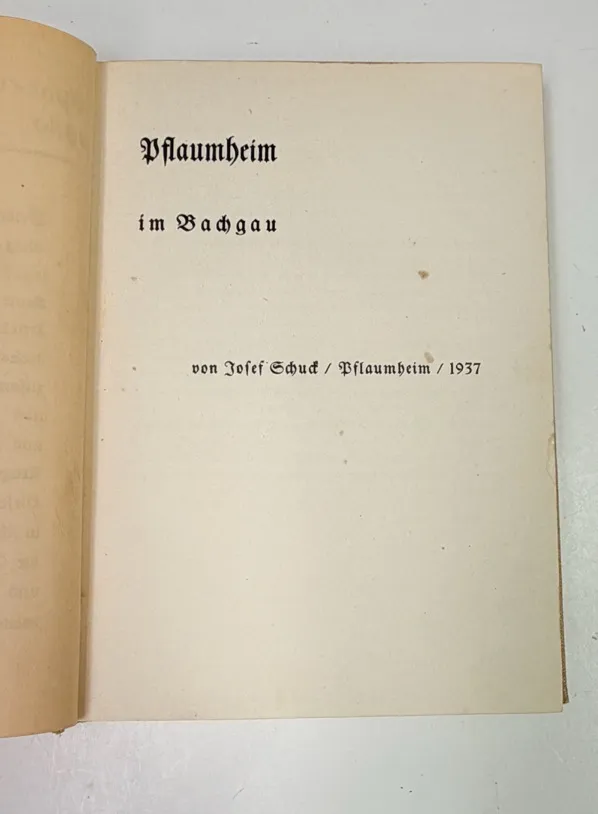 Pflaumheim
im Bachgau
von Josef Schuck / Pflaumheim / 1937